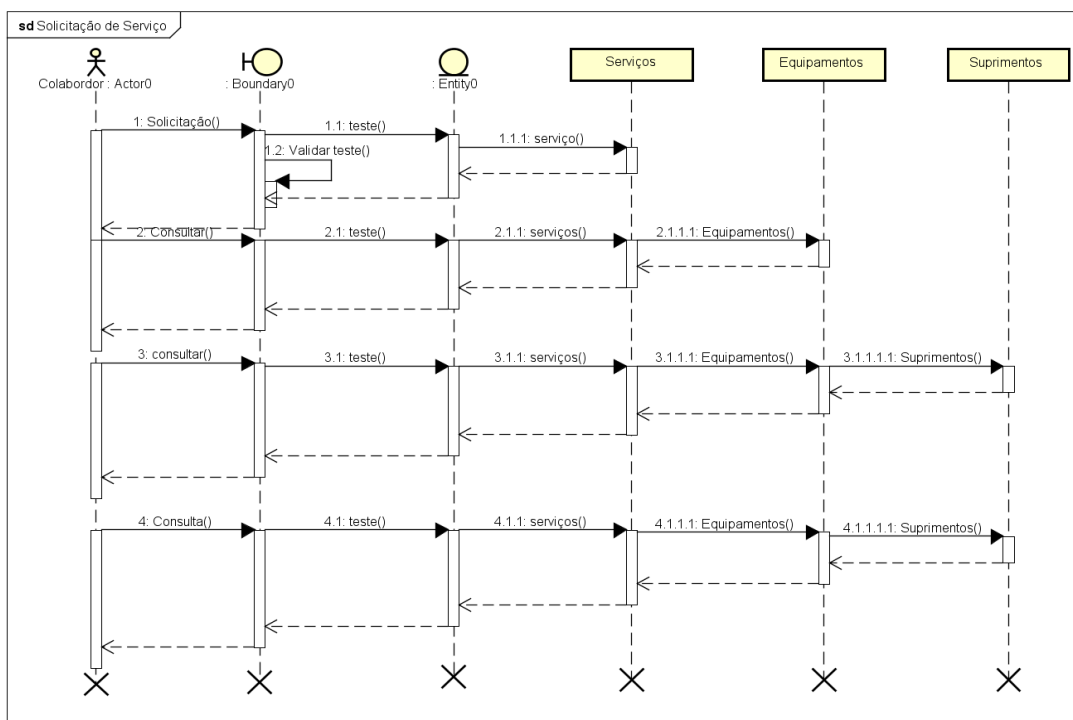 sd Solicitação de Serviço
Colabordor : Actor0
: Boundary0
: Entity0
Serviços
Equipamentos
Suprimentos
1: Solicitação()
1.1: teste()
1.1.1: serviço()
1.2: Validar teste()
2: Consultar()
2.1: teste()
2.1.1: serviços()
2.1.1.1: Equipamentos()
3: consultar()
3.1: teste()
3.1.1: serviços()
3.1.1.1: Equipamentos()
3.1.1.1.1: Suprimentos()
4: Consulta()
4.1: teste()
4.1.1: serviços()
4.1.1.1: Equipamentos()
4.1.1.1.1: Suprimentos()